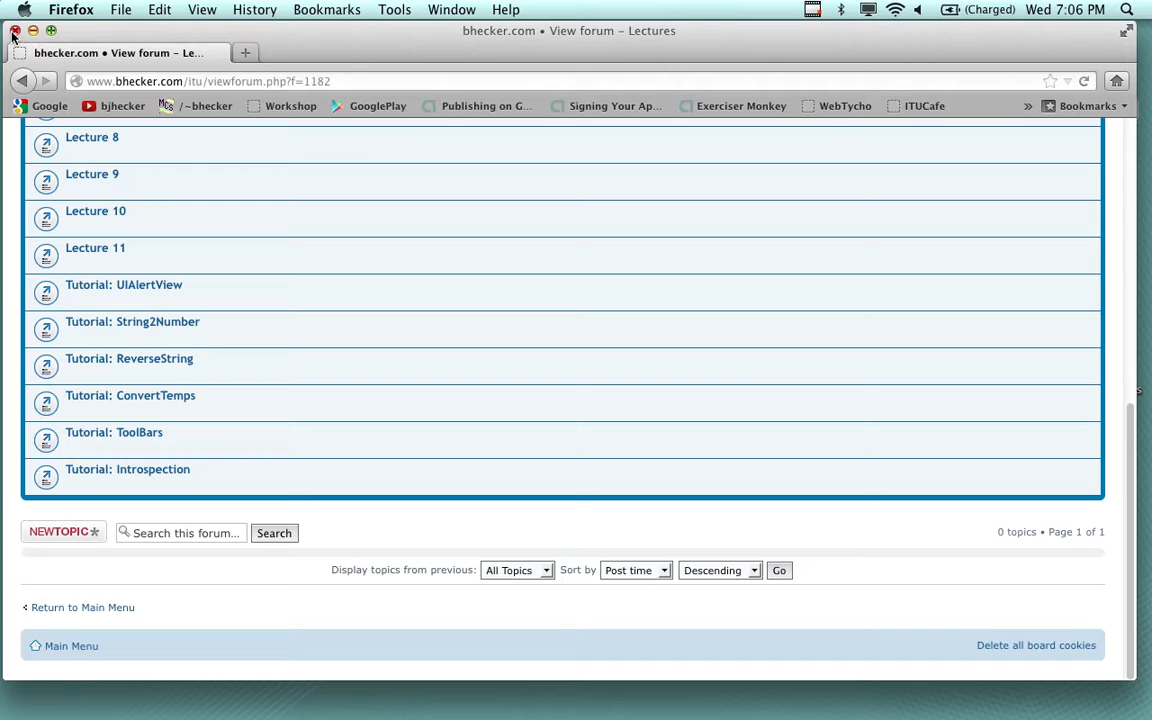 Firefox File Edit View History Bookmarks Tools Window Help (Charged) Wed 7:06 PM
bhecker.com • View forum – Lectures
bhecker.com • View forum – Le...
www.bhecker.com/itu/viewforum.php?f=1182
Google bjhecker MCS /~bhecker Workshop GooglePlay Publishing on G... Signing Your Ap... Exerciser Monkey WebTycho ITUCafe » Bookmarks
Lecture 8
Lecture 9
Lecture 10
Lecture 11
Tutorial: UIAlertView
Tutorial: String2Number
Tutorial: ReverseString
Tutorial: ConvertTemps
Tutorial: ToolBars
Tutorial: Introspection
NEWTOPIC* Search this forum... Search 0 topics • Page 1 of 1
Display topics from previous: All Topics Sort by Post time Descending Go
Return to Main Menu
Main Menu Delete all board cookies